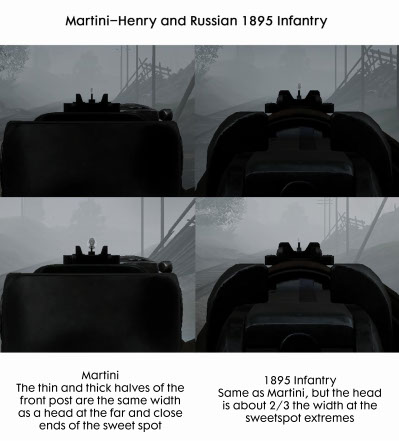 Martini-Henry and Russian 1895 Infantry
Martini
The thin and thick halves of the
front post are the same width
as a head at the far and close
ends of the sweet spot
1895 Infantry
Same as Martini, but the head
is about 2/3 the width at the
sweetspot extremes